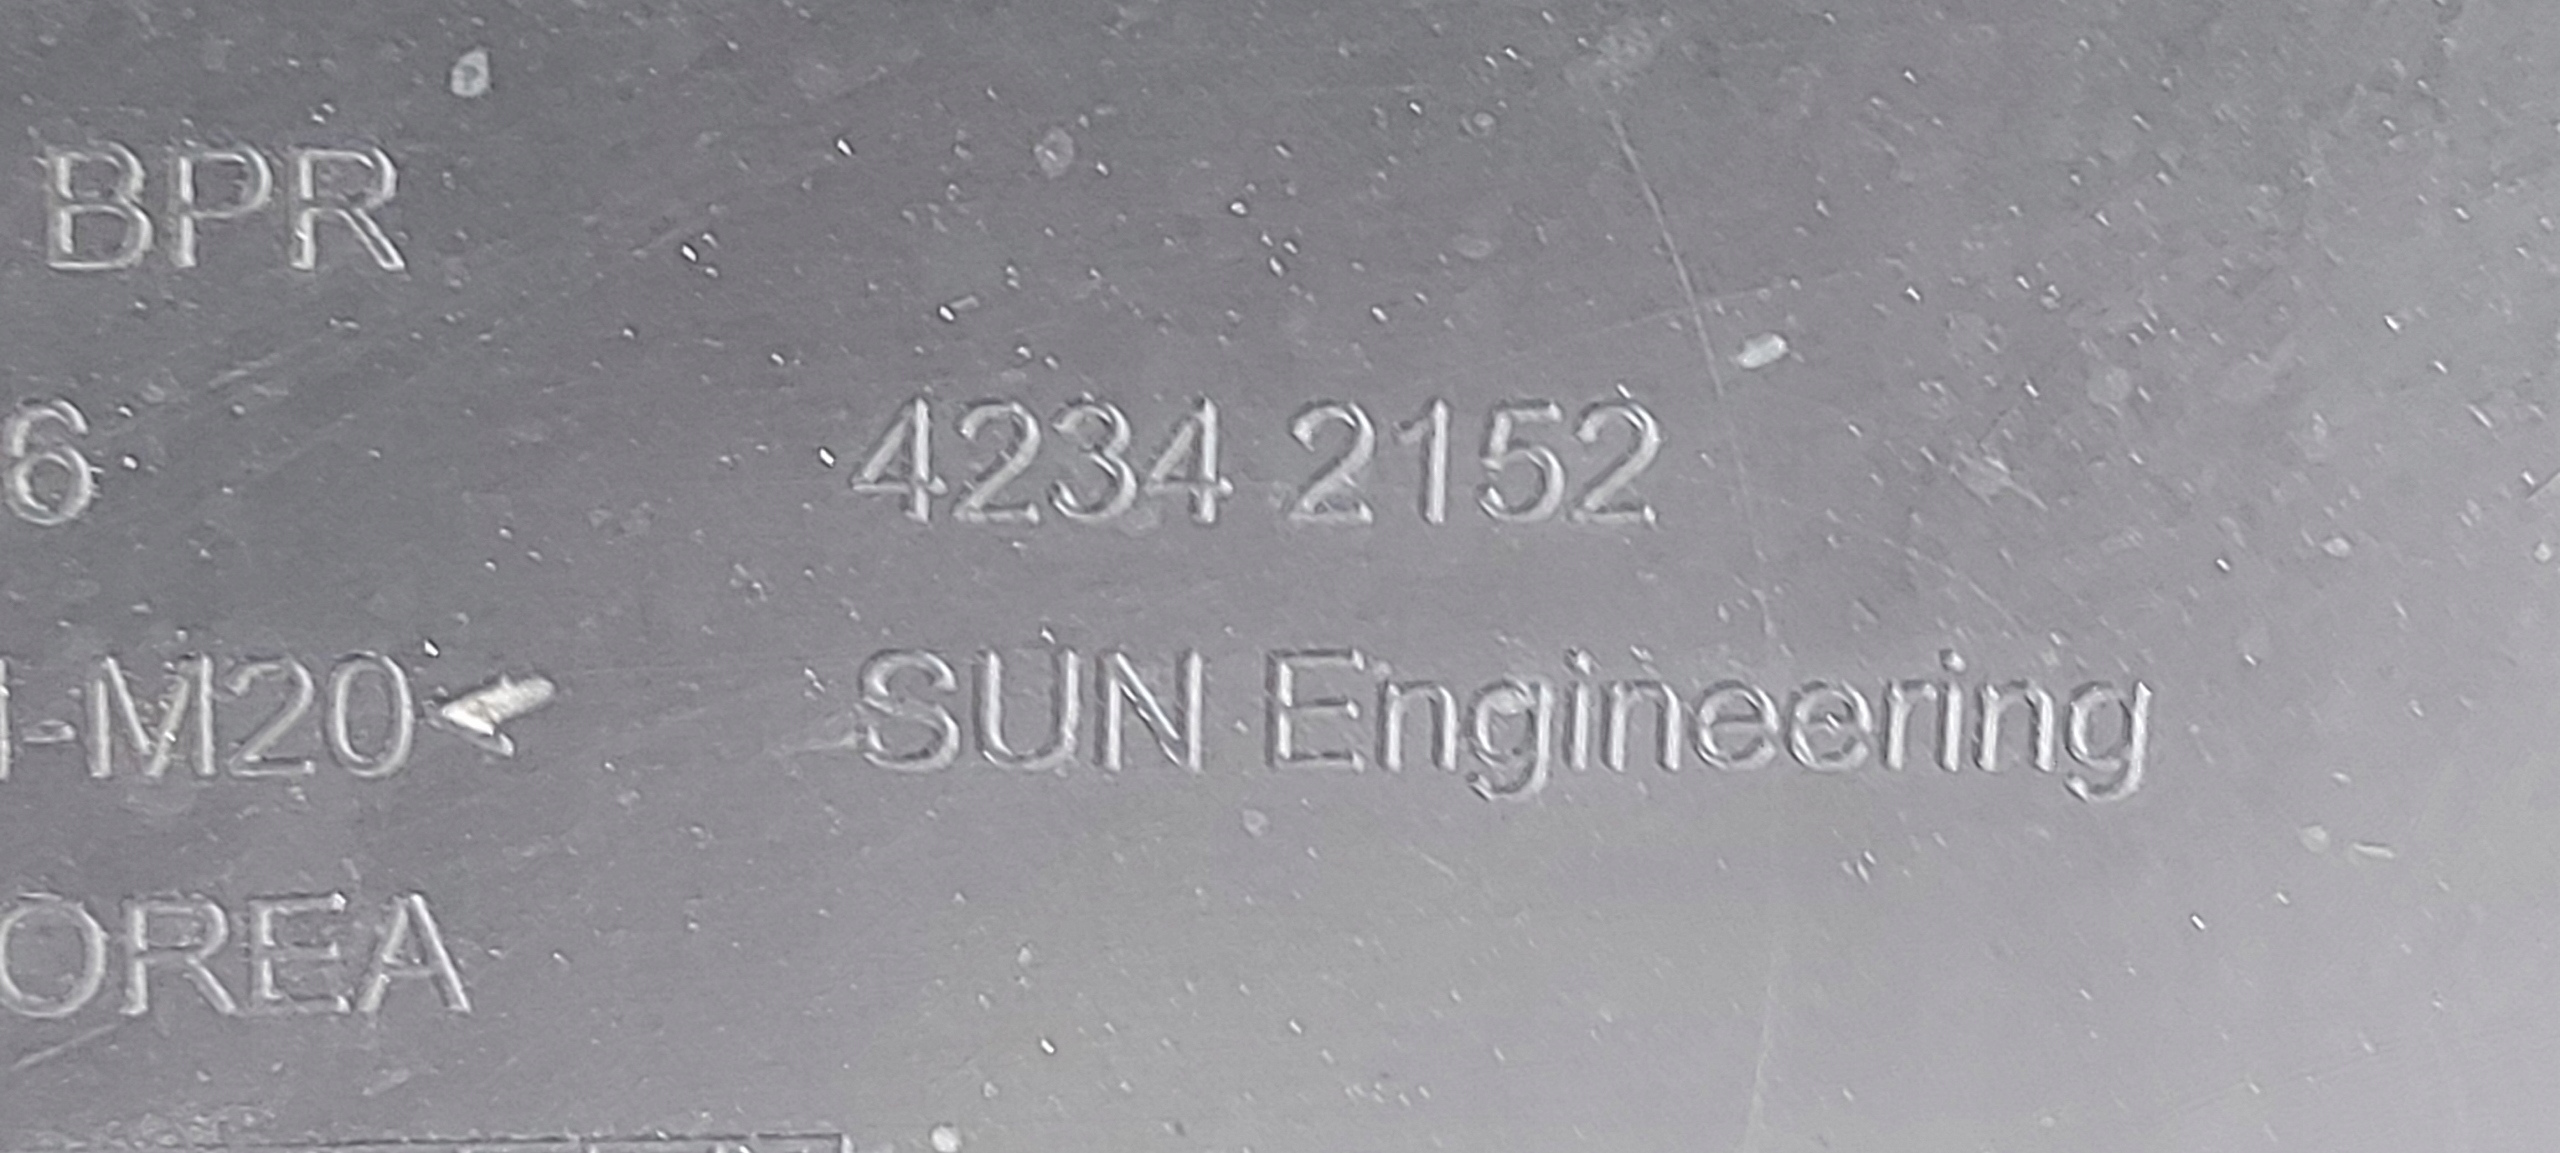 BPR
6 4234 2152
-M20< SUN Engineering
OREA